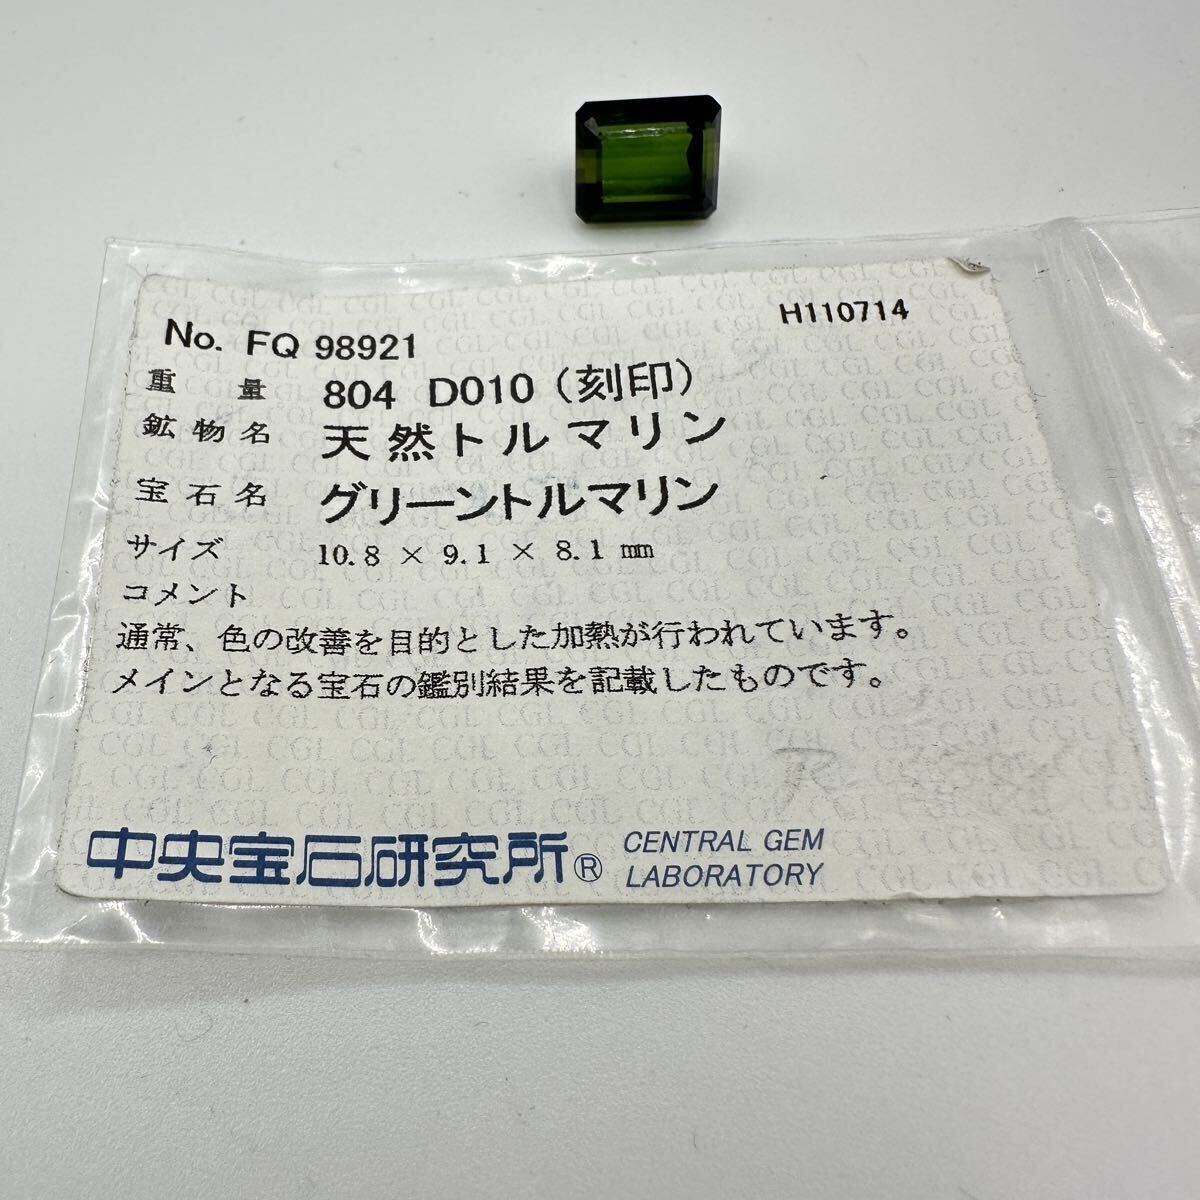 H110714
No. FQ 98921
重量 804 D010 (刻印)
鉱物名 天然トルマリン
宝石名 グリーントルマリン
サイズ 10.8 × 9.1 × 8.1 mm
コメント
通常、色の改善を目的とした加熱が行われています。
メインとなる宝石の鑑別結果を記載したものです。
中央宝石研究所® CENTRAL GEM
LABORATORY